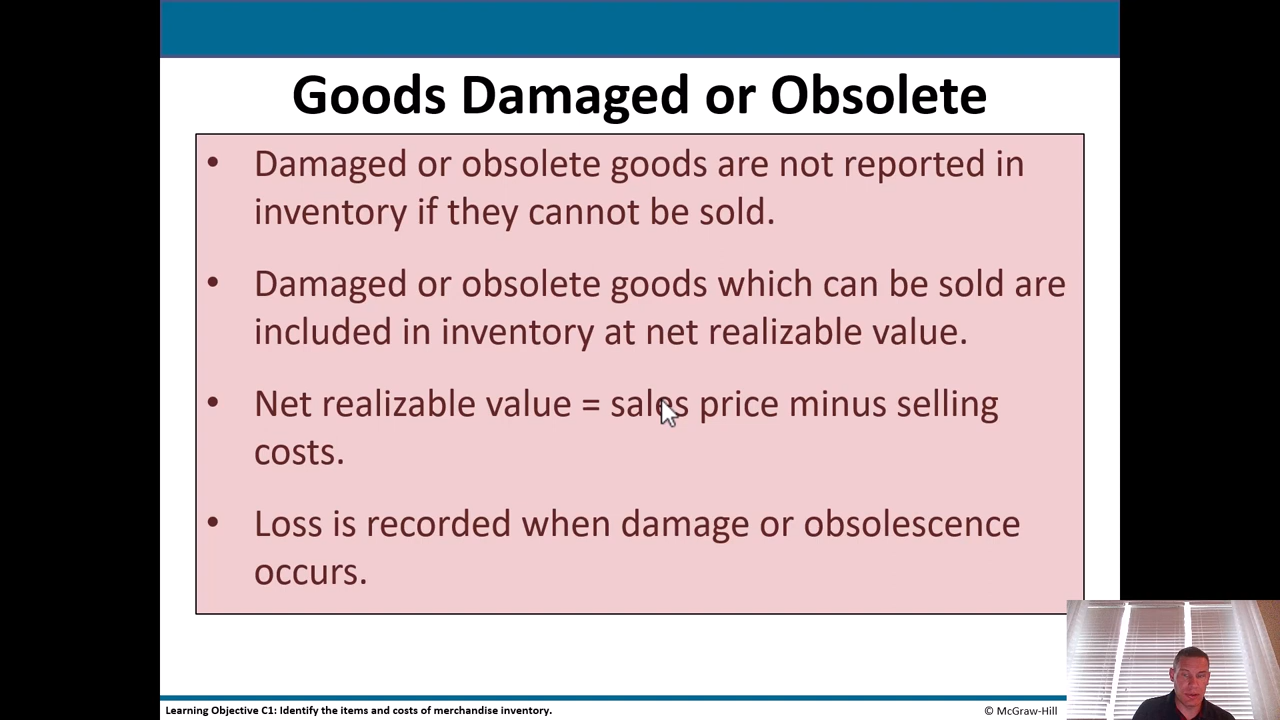 Goods Damaged or Obsolete
• Damaged or obsolete goods are not reported in
inventory if they cannot be sold.
• Damaged or obsolete goods which can be sold are
included in inventory at net realizable value.
• Net realizable value = sales price minus selling
costs.
• Loss is recorded when damage or obsolescence
occurs.
Learning Objective C1: Identify the items and costs of merchandise inventory.
© McGraw-Hill